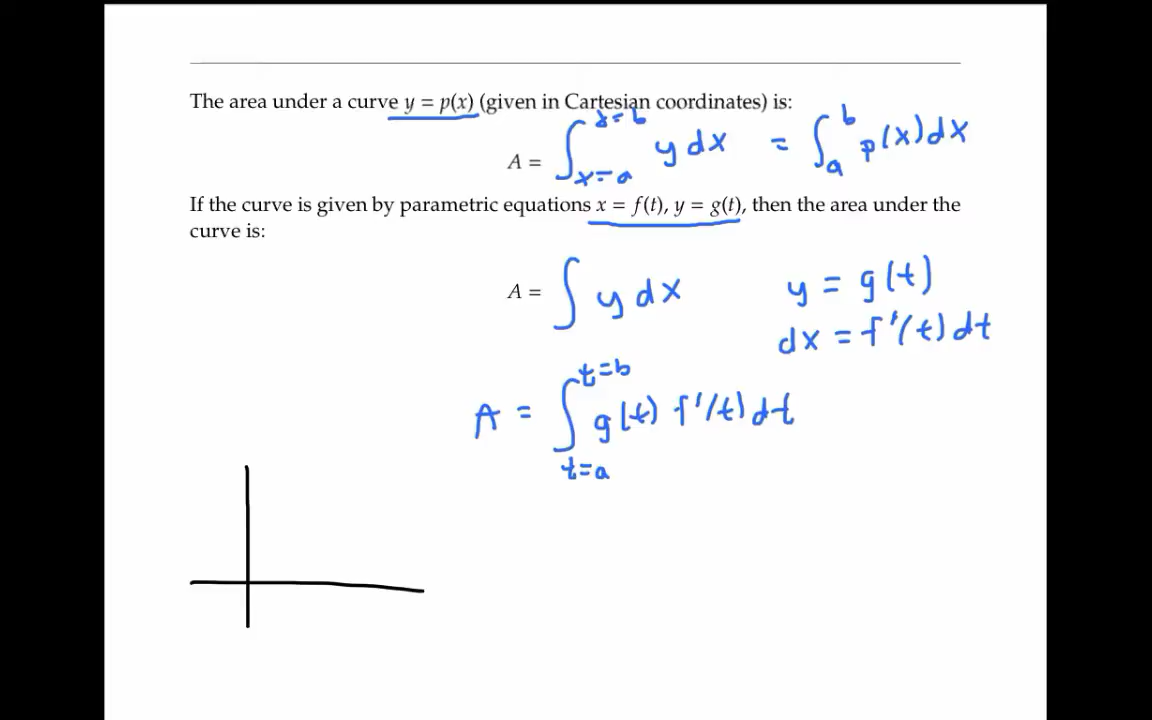 The area under a curve y = p(x) (given in Cartesian coordinates) is:
A = ∫_{x=a}^{x=b} y dx = ∫_a^b p(x) dx
If the curve is given by parametric equations x = f(t), y = g(t), then the area under the
curve is:
A = ∫ y dx y = g(t)
dx = f'(t) dt
A = ∫_{t=a}^{t=b} g(t) f'(t) dt